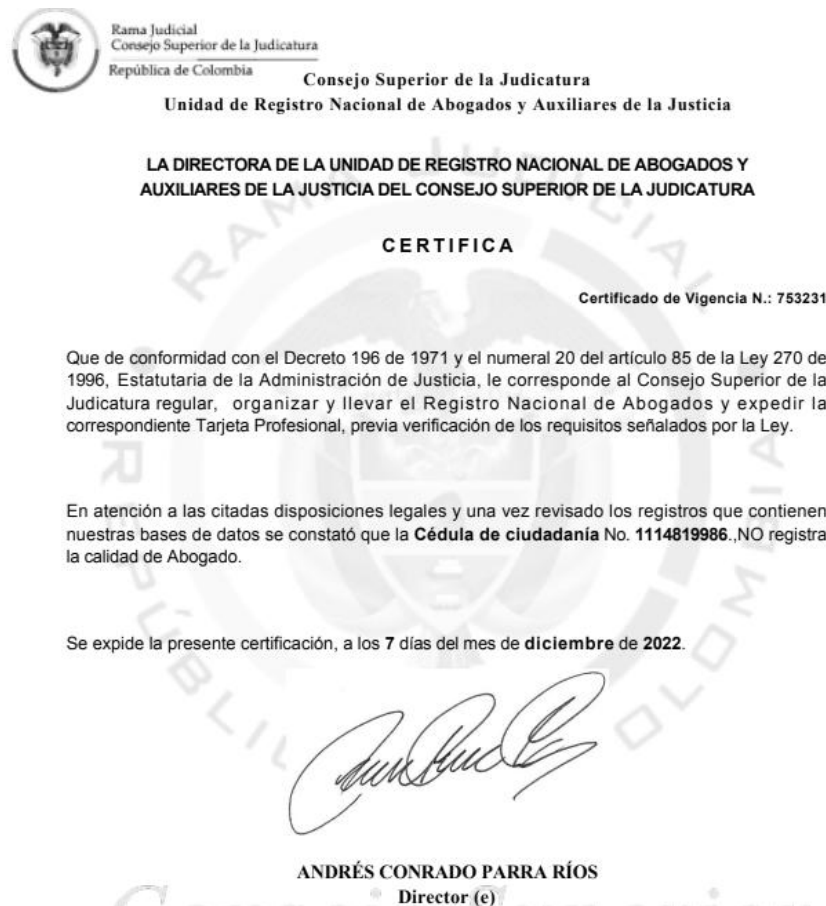 Rama Judicial
Consejo Superior de la Judicatura
República de Colombia
Consejo Superior de la Judicatura
Unidad de Registro Nacional de Abogados y Auxiliares de la Justicia
LA DIRECTORA DE LA UNIDAD DE REGISTRO NACIONAL DE ABOGADOS Y
AUXILIARES DE LA JUSTICIA DEL CONSEJO SUPERIOR DE LA JUDICATURA
CERTIFICA
Certificado de Vigencia N.: 753231
Que de conformidad con el Decreto 196 de 1971 y el numeral 20 del artículo 85 de la Ley 270 de
1996, Estatutaria de la Administración de Justicia, le corresponde al Consejo Superior de la
Judicatura regular, organizar y llevar el Registro Nacional de Abogados y expedir la
correspondiente Tarjeta Profesional, previa verificación de los requisitos señalados por la Ley.
En atención a las citadas disposiciones legales y una vez revisado los registros que contienen
nuestras bases de datos se constató que la Cédula de ciudadanía No. 1114819986.,NO registra
la calidad de Abogado.
Se expide la presente certificación, a los 7 días del mes de diciembre de 2022.
ANDRÉS CONRADO PARRA RÍOS
Director (e)
RAMA JUDICIAL
REPÚBLIC
OLOMBIA